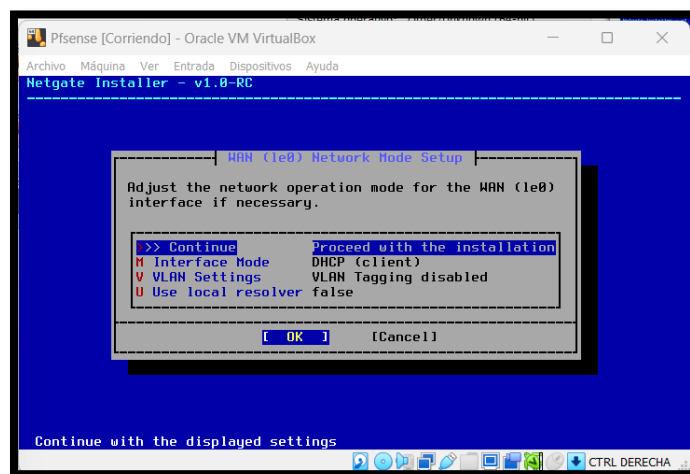 Pfsense [Corriendo] - Oracle VM VirtualBox
Archivo Máquina Ver Entrada Dispositivos Ayuda
Netgate Installer - v1.0-RC
WAN (le0) Network Mode Setup
Adjust the network operation mode for the WAN (le0)
interface if necessary.
>>> Continue Proceed with the installation
M Interface Mode DHCP (client)
V VLAN Settings VLAN Tagging disabled
U Use local resolver false
[ OK ] [Cancel]
Continue with the displayed settings
CTRL DERECHA